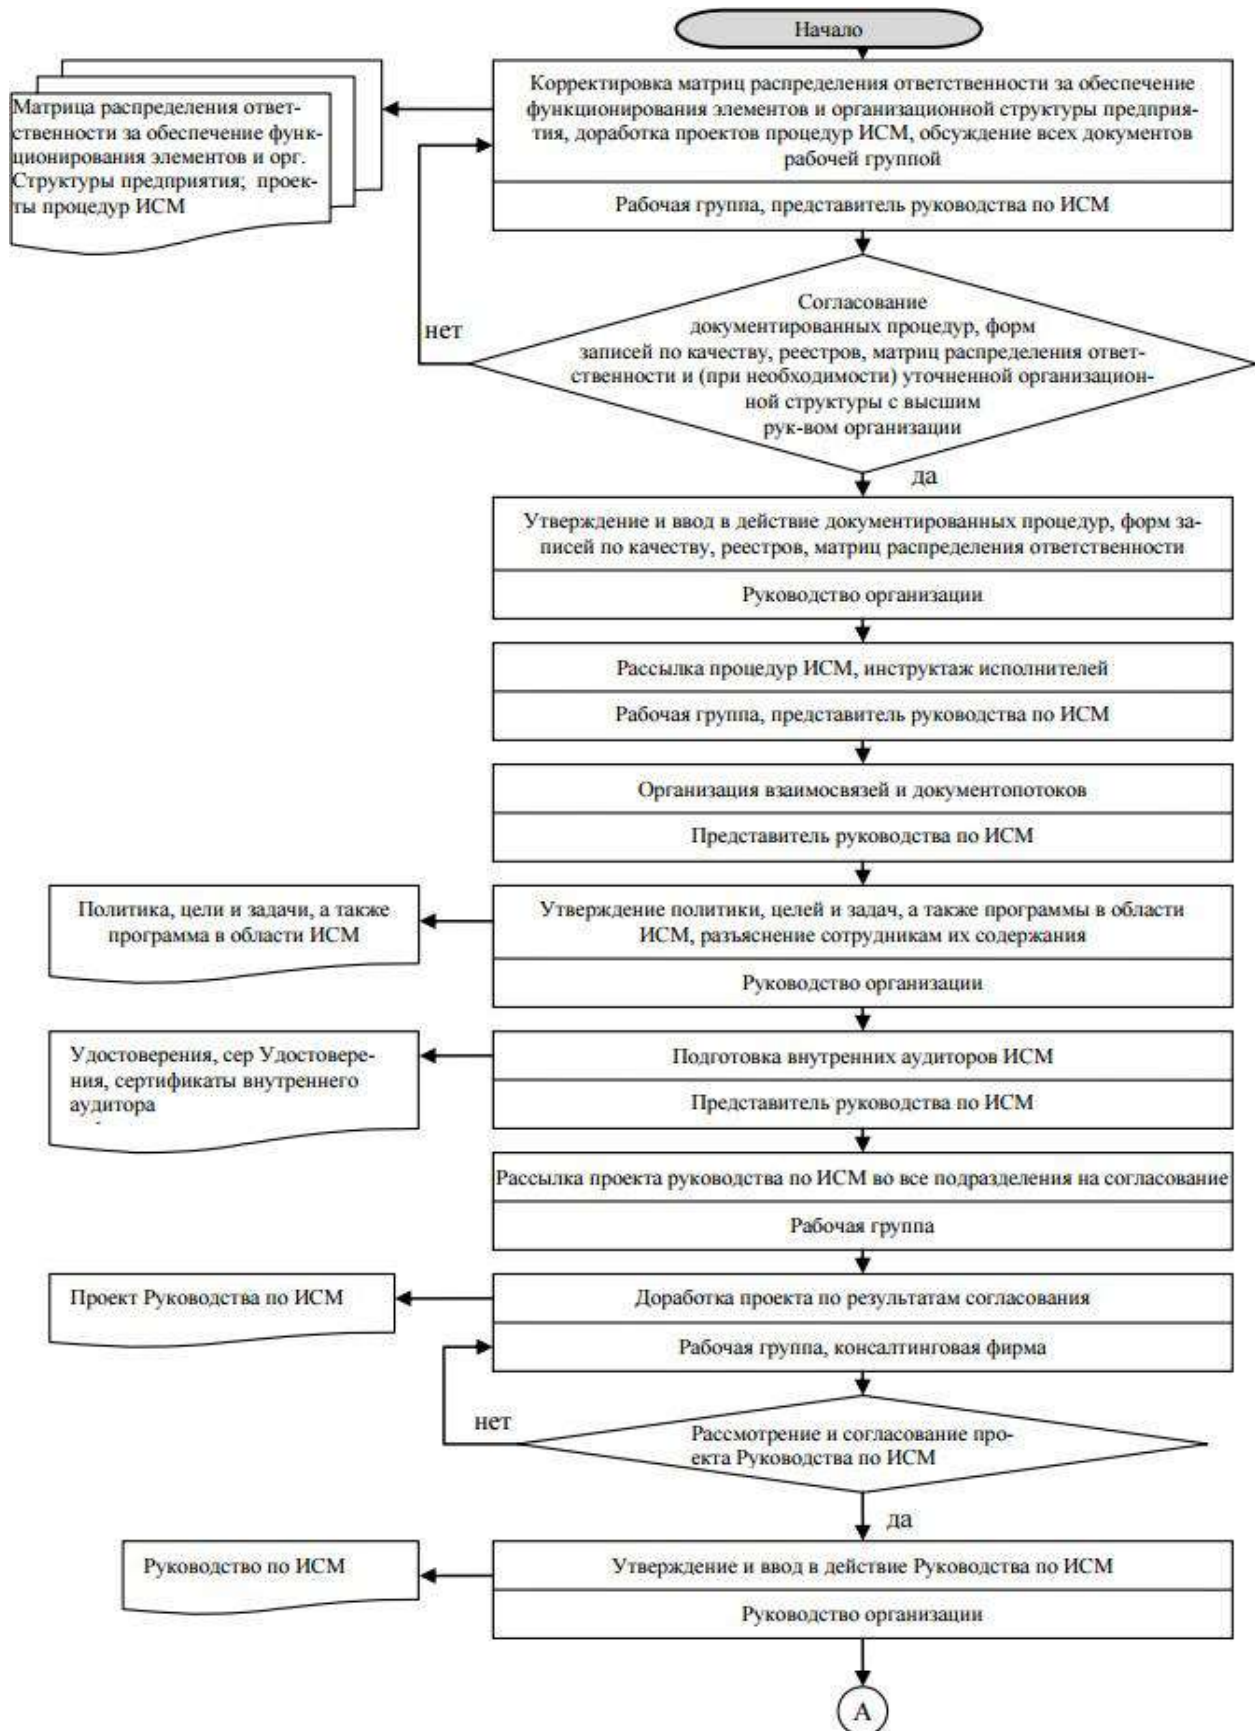 Начало
Корректировка матриц распределения ответственности за обеспечение
функционирования элементов и организационной структуры предприя-
тия, доработка проектов процедур ИСМ, обсуждение всех документов
рабочей группой
Рабочая группа, представитель руководства по ИСМ
Матрица распределения ответ-
ственности за обеспечение функ-
ционирования элементов и орг.
Структуры предприятия; проек-
ты процедур ИСМ
Согласование
документированных процедур, форм
записей по качеству, реестров, матриц распределения ответ-
ственности и (при необходимости) уточненной организацион-
ной структуры с высшим
рук-вом организации
нет
да
Утверждение и ввод в действие документированных процедур, форм за-
писей по качеству, реестров, матриц распределения ответственности
Руководство организации
Рассылка процедур ИСМ, инструктаж исполнителей
Рабочая группа, представитель руководства по ИСМ
Организация взаимосвязей и документопотоков
Представитель руководства по ИСМ
Политика, цели и задачи, а также
программа в области ИСМ
Утверждение политики, целей и задач, а также программы в области
ИСМ, разъяснение сотрудникам их содержания
Руководство организации
Удостоверения, сер Удостовере-
ния, сертификаты внутреннего
аудитора
Подготовка внутренних аудиторов ИСМ
Представитель руководства по ИСМ
Рассылка проекта руководства по ИСМ во все подразделения на согласование
Рабочая группа
Проект Руководства по ИСМ
Доработка проекта по результатам согласования
Рабочая группа, консалтинговая фирма
нет
Рассмотрение и согласование про-
екта Руководства по ИСМ
да
Руководство по ИСМ
Утверждение и ввод в действие Руководства по ИСМ
Руководство организации
А